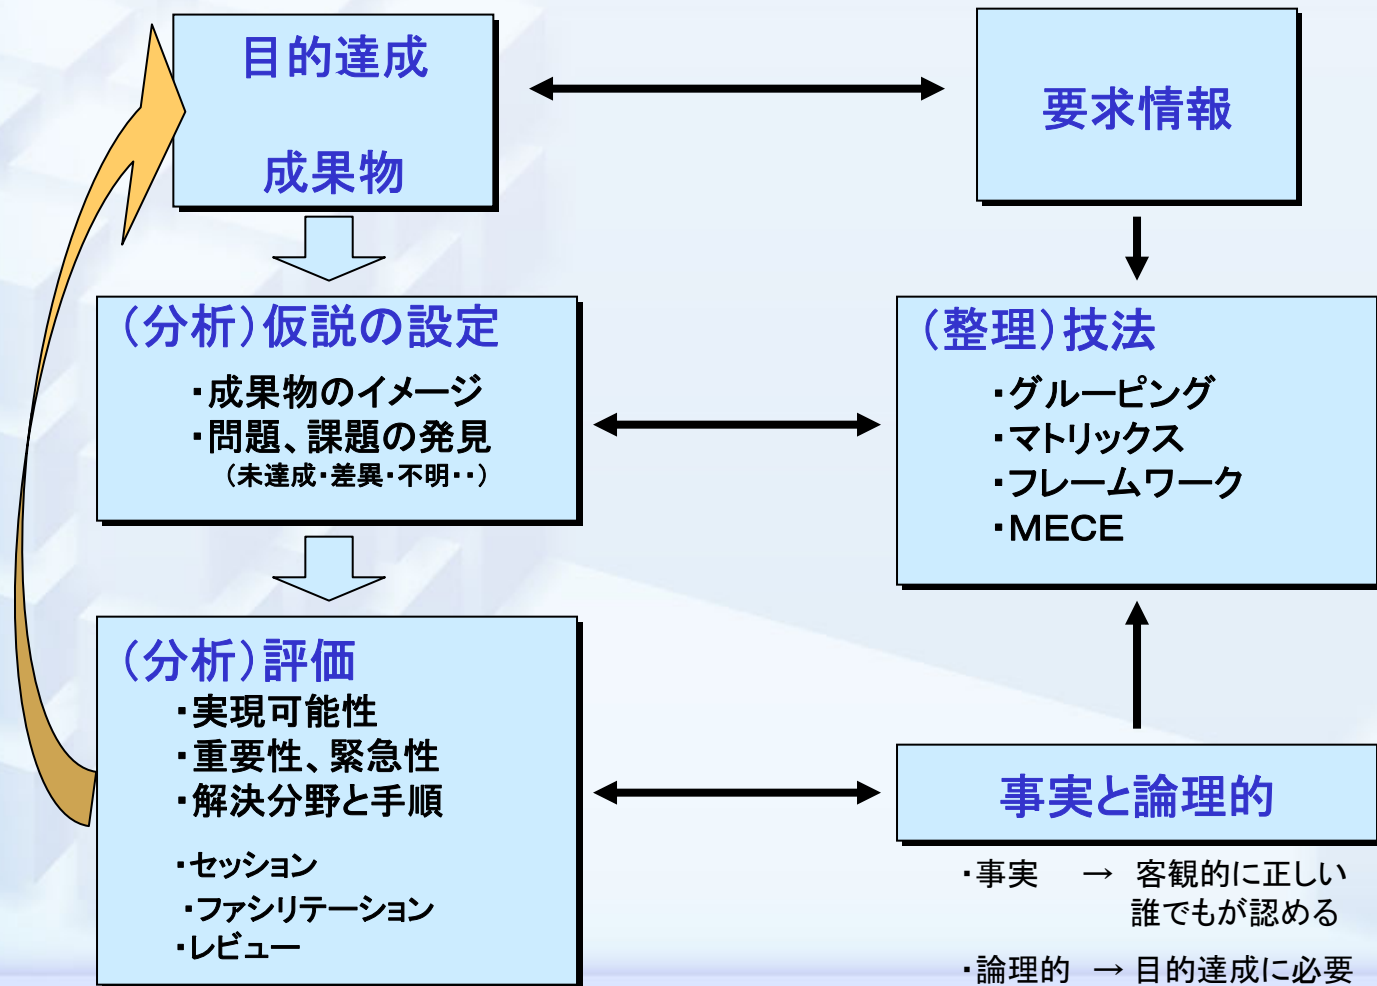 目的達成
成果物
要求情報
（分析）仮説の設定
・成果物のイメージ
・問題、課題の発見
（未達成・差異・不明・・）
（整理）技法
・グルーピング
・マトリックス
・フレームワーク
・ＭＥＣＥ
（分析）評価
・実現可能性
・重要性、緊急性
・解決分野と手順
・セッション
・ファシリテーション
・レビュー
事実と論理的
・事実　→　客観的に正しい
誰でもが認める
・論理的　→　目的達成に必要